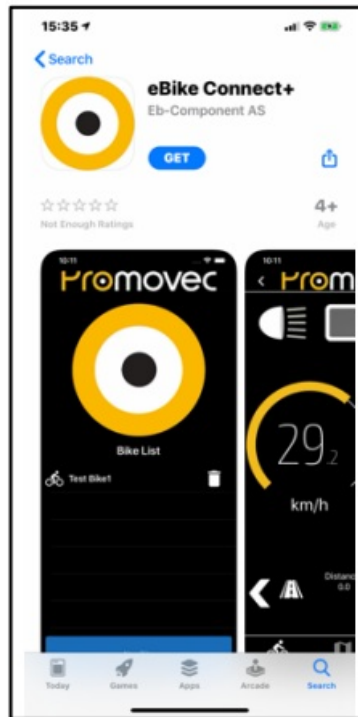 15:35
Search
eBike Connect+
Eb-Component AS
GET
4+
Not Enough Ratings
Age
10:11
Promovec
Bike List
Test Bike1
10:11
Prom
29.2
km/h
Distanc
0.0
Today
Games
Apps
Arcade
Search